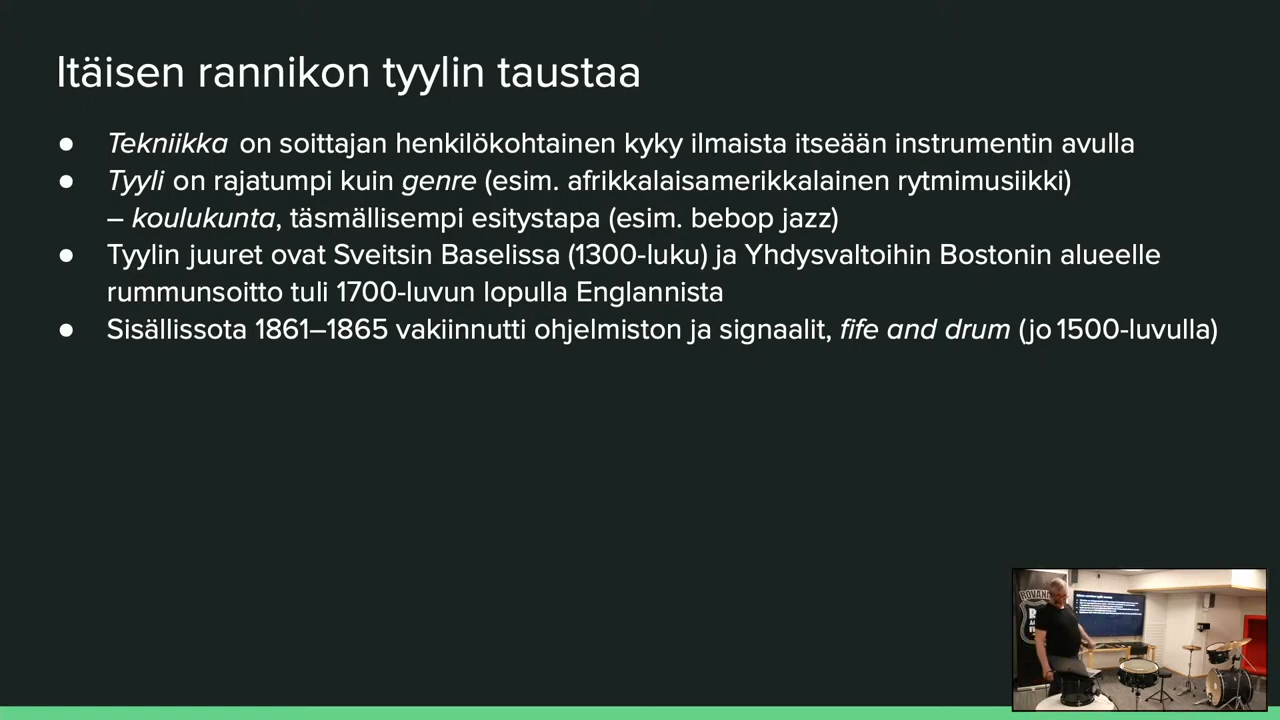 Itäisen rannikon tyylin taustaa
● Tekniikka on soittajan henkilökohtainen kyky ilmaista itseään instrumentin avulla
● Tyyli on rajatumpi kuin genre (esim. afrikkalaisamerikkalainen rytmimusiikki)
– koulukunta, täsmällisempi esitystapa (esim. bebop jazz)
● Tyylin juuret ovat Sveitsin Baselissa (1300-luku) ja Yhdysvaltoihin Bostonin alueelle
rummunsoitto tuli 1700-luvun lopulla Englannista
● Sisällissota 1861–1865 vakiinnutti ohjelmiston ja signaalit, fife and drum (jo 1500-luvulla)